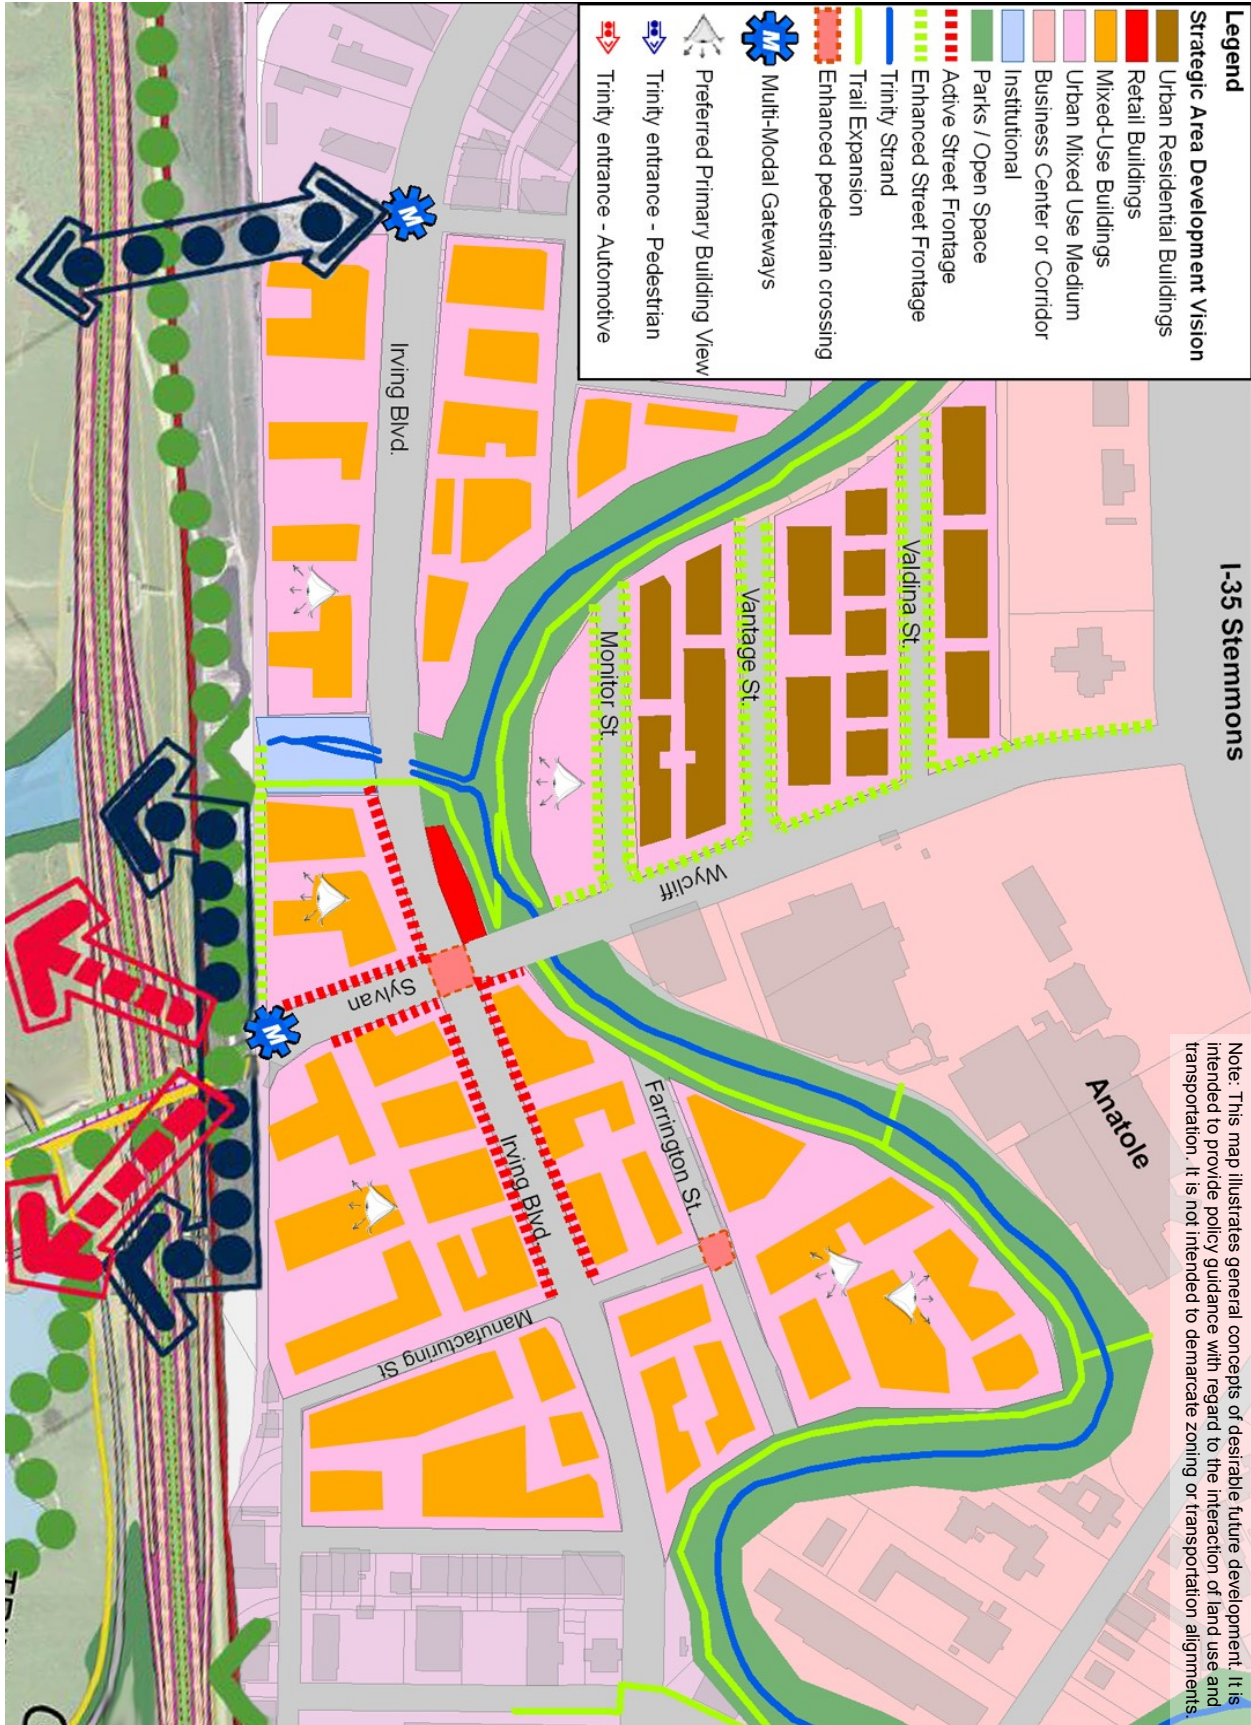 Legend
Strategic Area Development Vision
Urban Residential Buildings
Retail Buildings
Mixed-Use Buildings
Urban Mixed Use Medium
Business Center or Corridor
Institutional
Parks / Open Space
Active Street Frontage
Enhanced Street Frontage
Trinity Strand
Trail Expansion
Enhanced pedestrian crossing
M
Multi-Modal Gateways
Preferred Primary Building View
Trinity entrance - Pedestrian
Trinity entrance - Automotive
I-35 Stemmons
Note: This map illustrates general concepts of desirable future development. It is
intended to provide policy guidance with regard to the interaction of land use and
transportation. It is not intended to demarcate zoning or transportation alignments.
Anatole
Valdina St.
Vantage St.
Monitor St.
Wycliff
Farrington St.
Irving Blvd.
M
Sylvan
Irving Blvd.
Manufacturing St
M